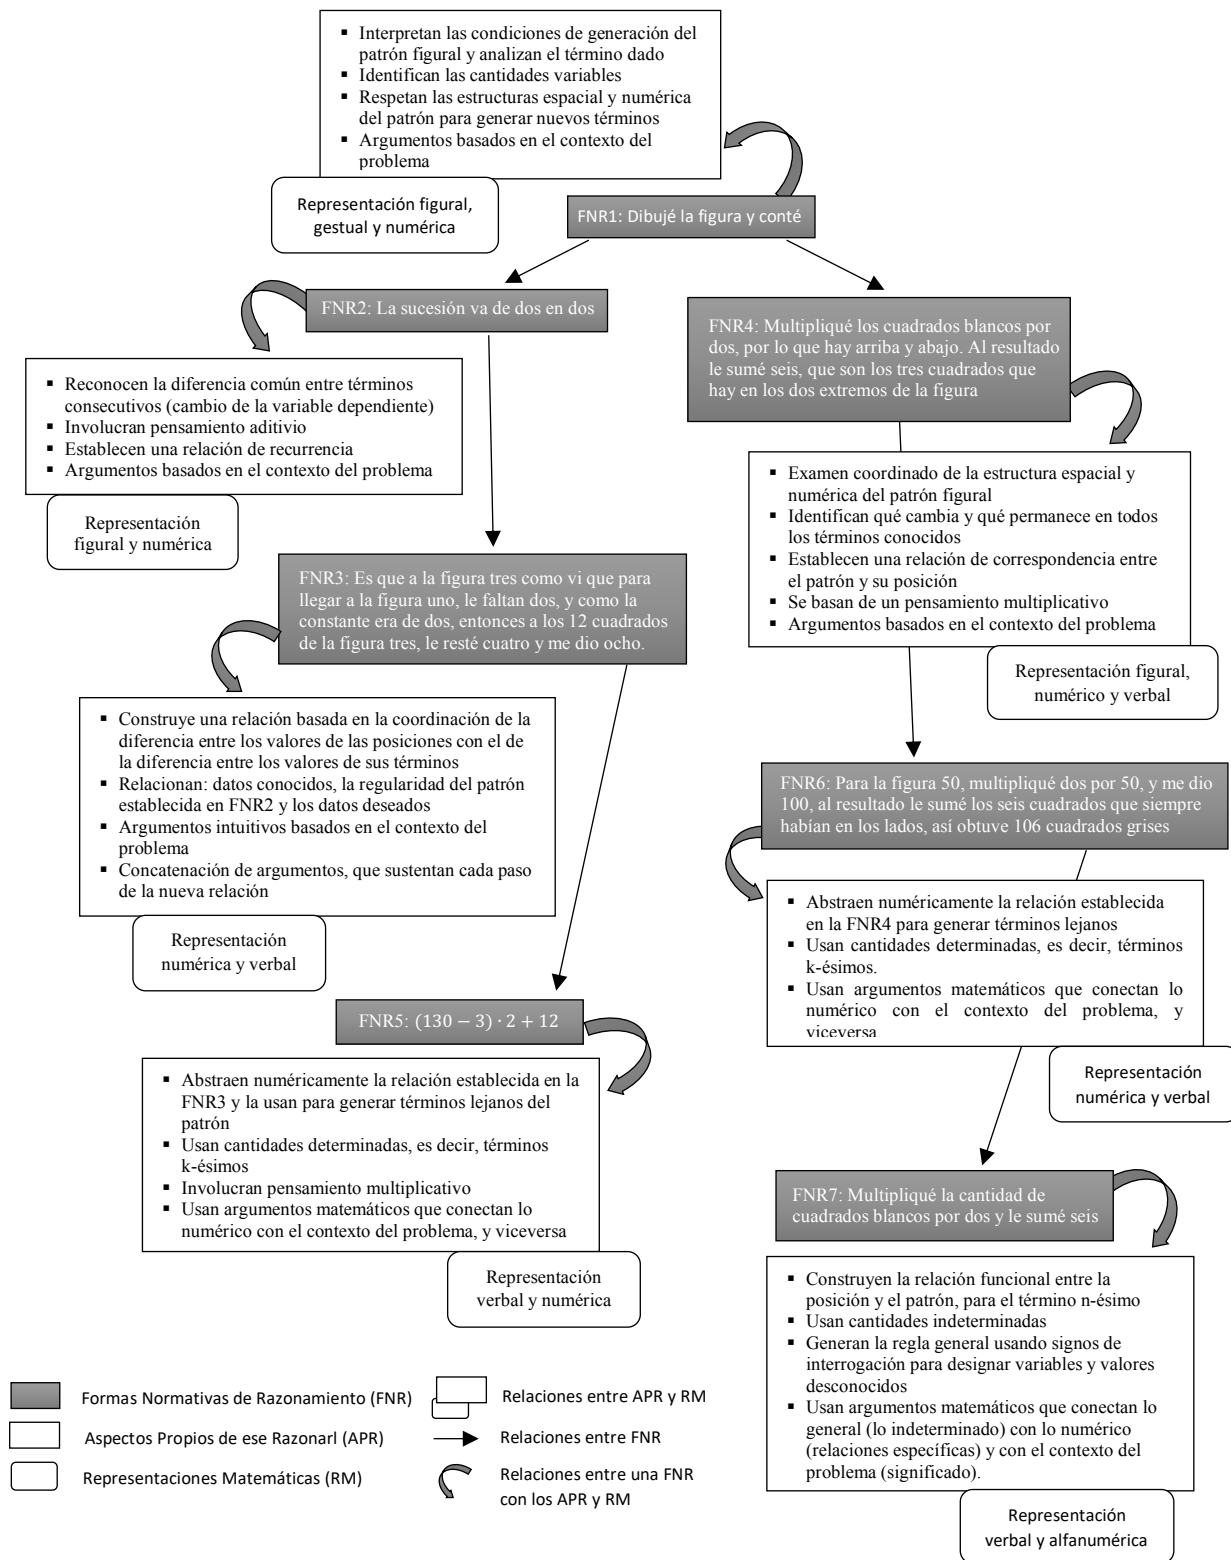 ▪ Interpretan las condiciones de generación del
patrón figural y analizan el término dado
▪ Identifican las cantidades variables
▪ Respetan las estructuras espacial y numérica
del patrón para generar nuevos términos
▪ Argumentos basados en el contexto del
problema
Representación figural,
gestual y numérica
FNR1: Dibujé la figura y conté
FNR2: La sucesión va de dos en dos
▪ Reconocen la diferencia común entre términos
consecutivos (cambio de la variable dependiente)
▪ Involucran pensamiento aditivio
▪ Establecen una relación de recurrencia
▪ Argumentos basados en el contexto del problema
Representación
figural y numérica
FNR4: Multipliqué los cuadrados blancos por
dos, por lo que hay arriba y abajo. Al resultado
le sumé seis, que son los tres cuadrados que
hay en los dos extremos de la figura
▪ Examen coordinado de la estructura espacial y
numérica del patrón figural
▪ Identifican qué cambia y qué permanece en todos
los términos conocidos
▪ Establecen una relación de correspondencia entre
el patrón y su posición
▪ Se basan de un pensamiento multiplicativo
▪ Argumentos basados en el contexto del problema
Representación figural,
numérico y verbal
FNR3: Es que a la figura tres como vi que para
llegar a la figura uno, le faltan dos, y como la
constante era de dos, entonces a los 12 cuadrados
de la figura tres, le resté cuatro y me dio ocho.
▪ Construye una relación basada en la coordinación de la
diferencia entre los valores de las posiciones con el de
la diferencia entre los valores de sus términos
▪ Relacionan: datos conocidos, la regularidad del patrón
establecida en FNR2 y los datos deseados
▪ Argumentos intuitivos basados en el contexto del
problema
▪ Concatenación de argumentos, que sustentan cada paso
de la nueva relación
Representación
numérica y verbal
FNR6: Para la figura 50, multipliqué dos por 50, y me dio
100, al resultado le sumé los seis cuadrados que siempre
habían en los lados, así obtuve 106 cuadrados grises
▪ Abstraen numéricamente la relación establecida
en la FNR4 para generar términos lejanos
▪ Usan cantidades determinadas, es decir, términos
k-ésimos.
▪ Usan argumentos matemáticos que conectan lo
numérico con el contexto del problema, y
viceversa
Representación
numérica y verbal
FNR5: (130 − 3) · 2 + 12
▪ Abstraen numéricamente la relación establecida en la
FNR3 y la usan para generar términos lejanos del
patrón
▪ Usan cantidades determinadas, es decir, términos
k-ésimos
▪ Involucran pensamiento multiplicativo
▪ Usan argumentos matemáticos que conectan lo
numérico con el contexto del problema, y viceversa
Representación
verbal y numérica
FNR7: Multipliqué la cantidad de
cuadrados blancos por dos y le sumé seis
▪ Construyen la relación funcional entre la
posición y el patrón, para el término n-ésimo
▪ Usan cantidades indeterminadas
▪ Generan la regla general usando signos de
interrogación para designar variables y valores
desconocidos
▪ Usan argumentos matemáticos que conectan lo
general (lo indeterminado) con lo numérico
(relaciones específicas) y con el contexto del
problema (significado).
Representación
verbal y alfanumérica
Formas Normativas de Razonamiento (FNR)
Aspectos Propios de ese Razonarl (APR)
Representaciones Matemáticas (RM)
Relaciones entre APR y RM
Relaciones entre FNR
Relaciones entre una FNR
con los APR y RM